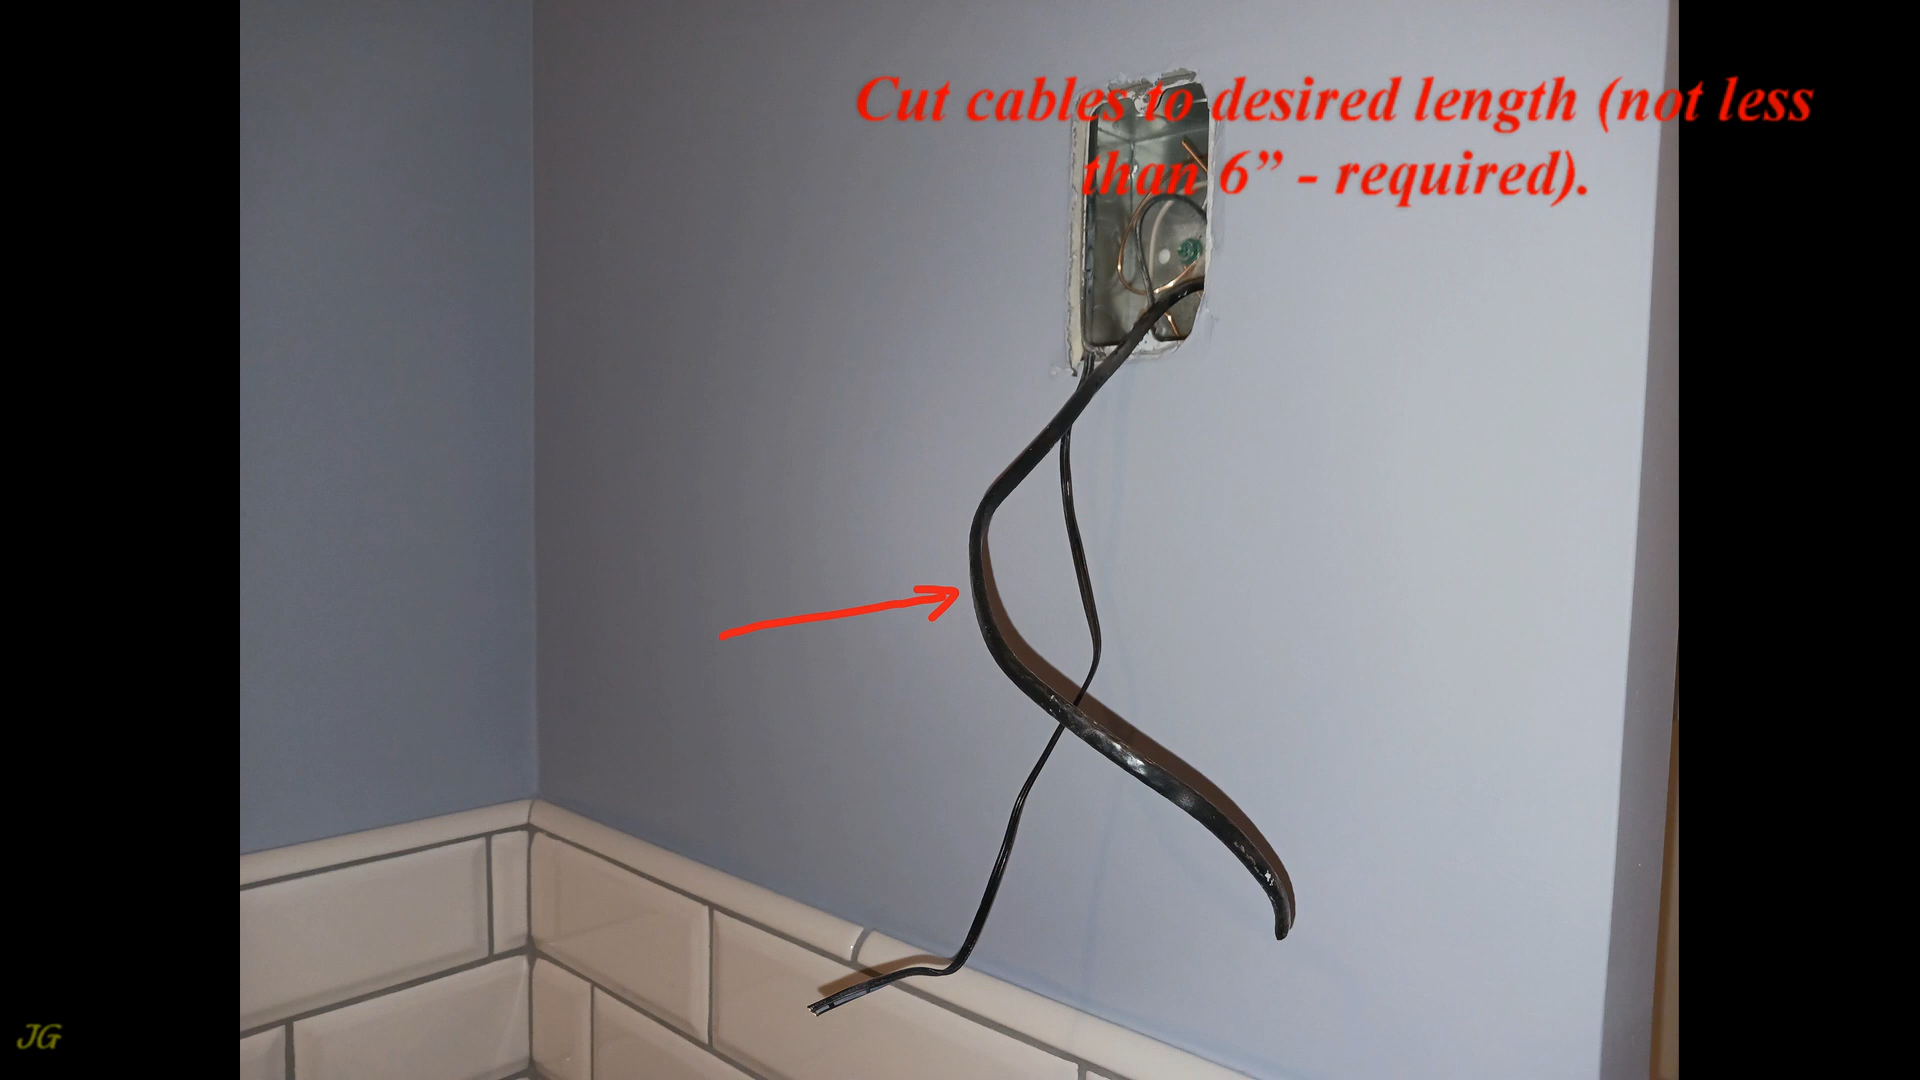 Cut cables to desired length (not less
than 6” - required).
JG